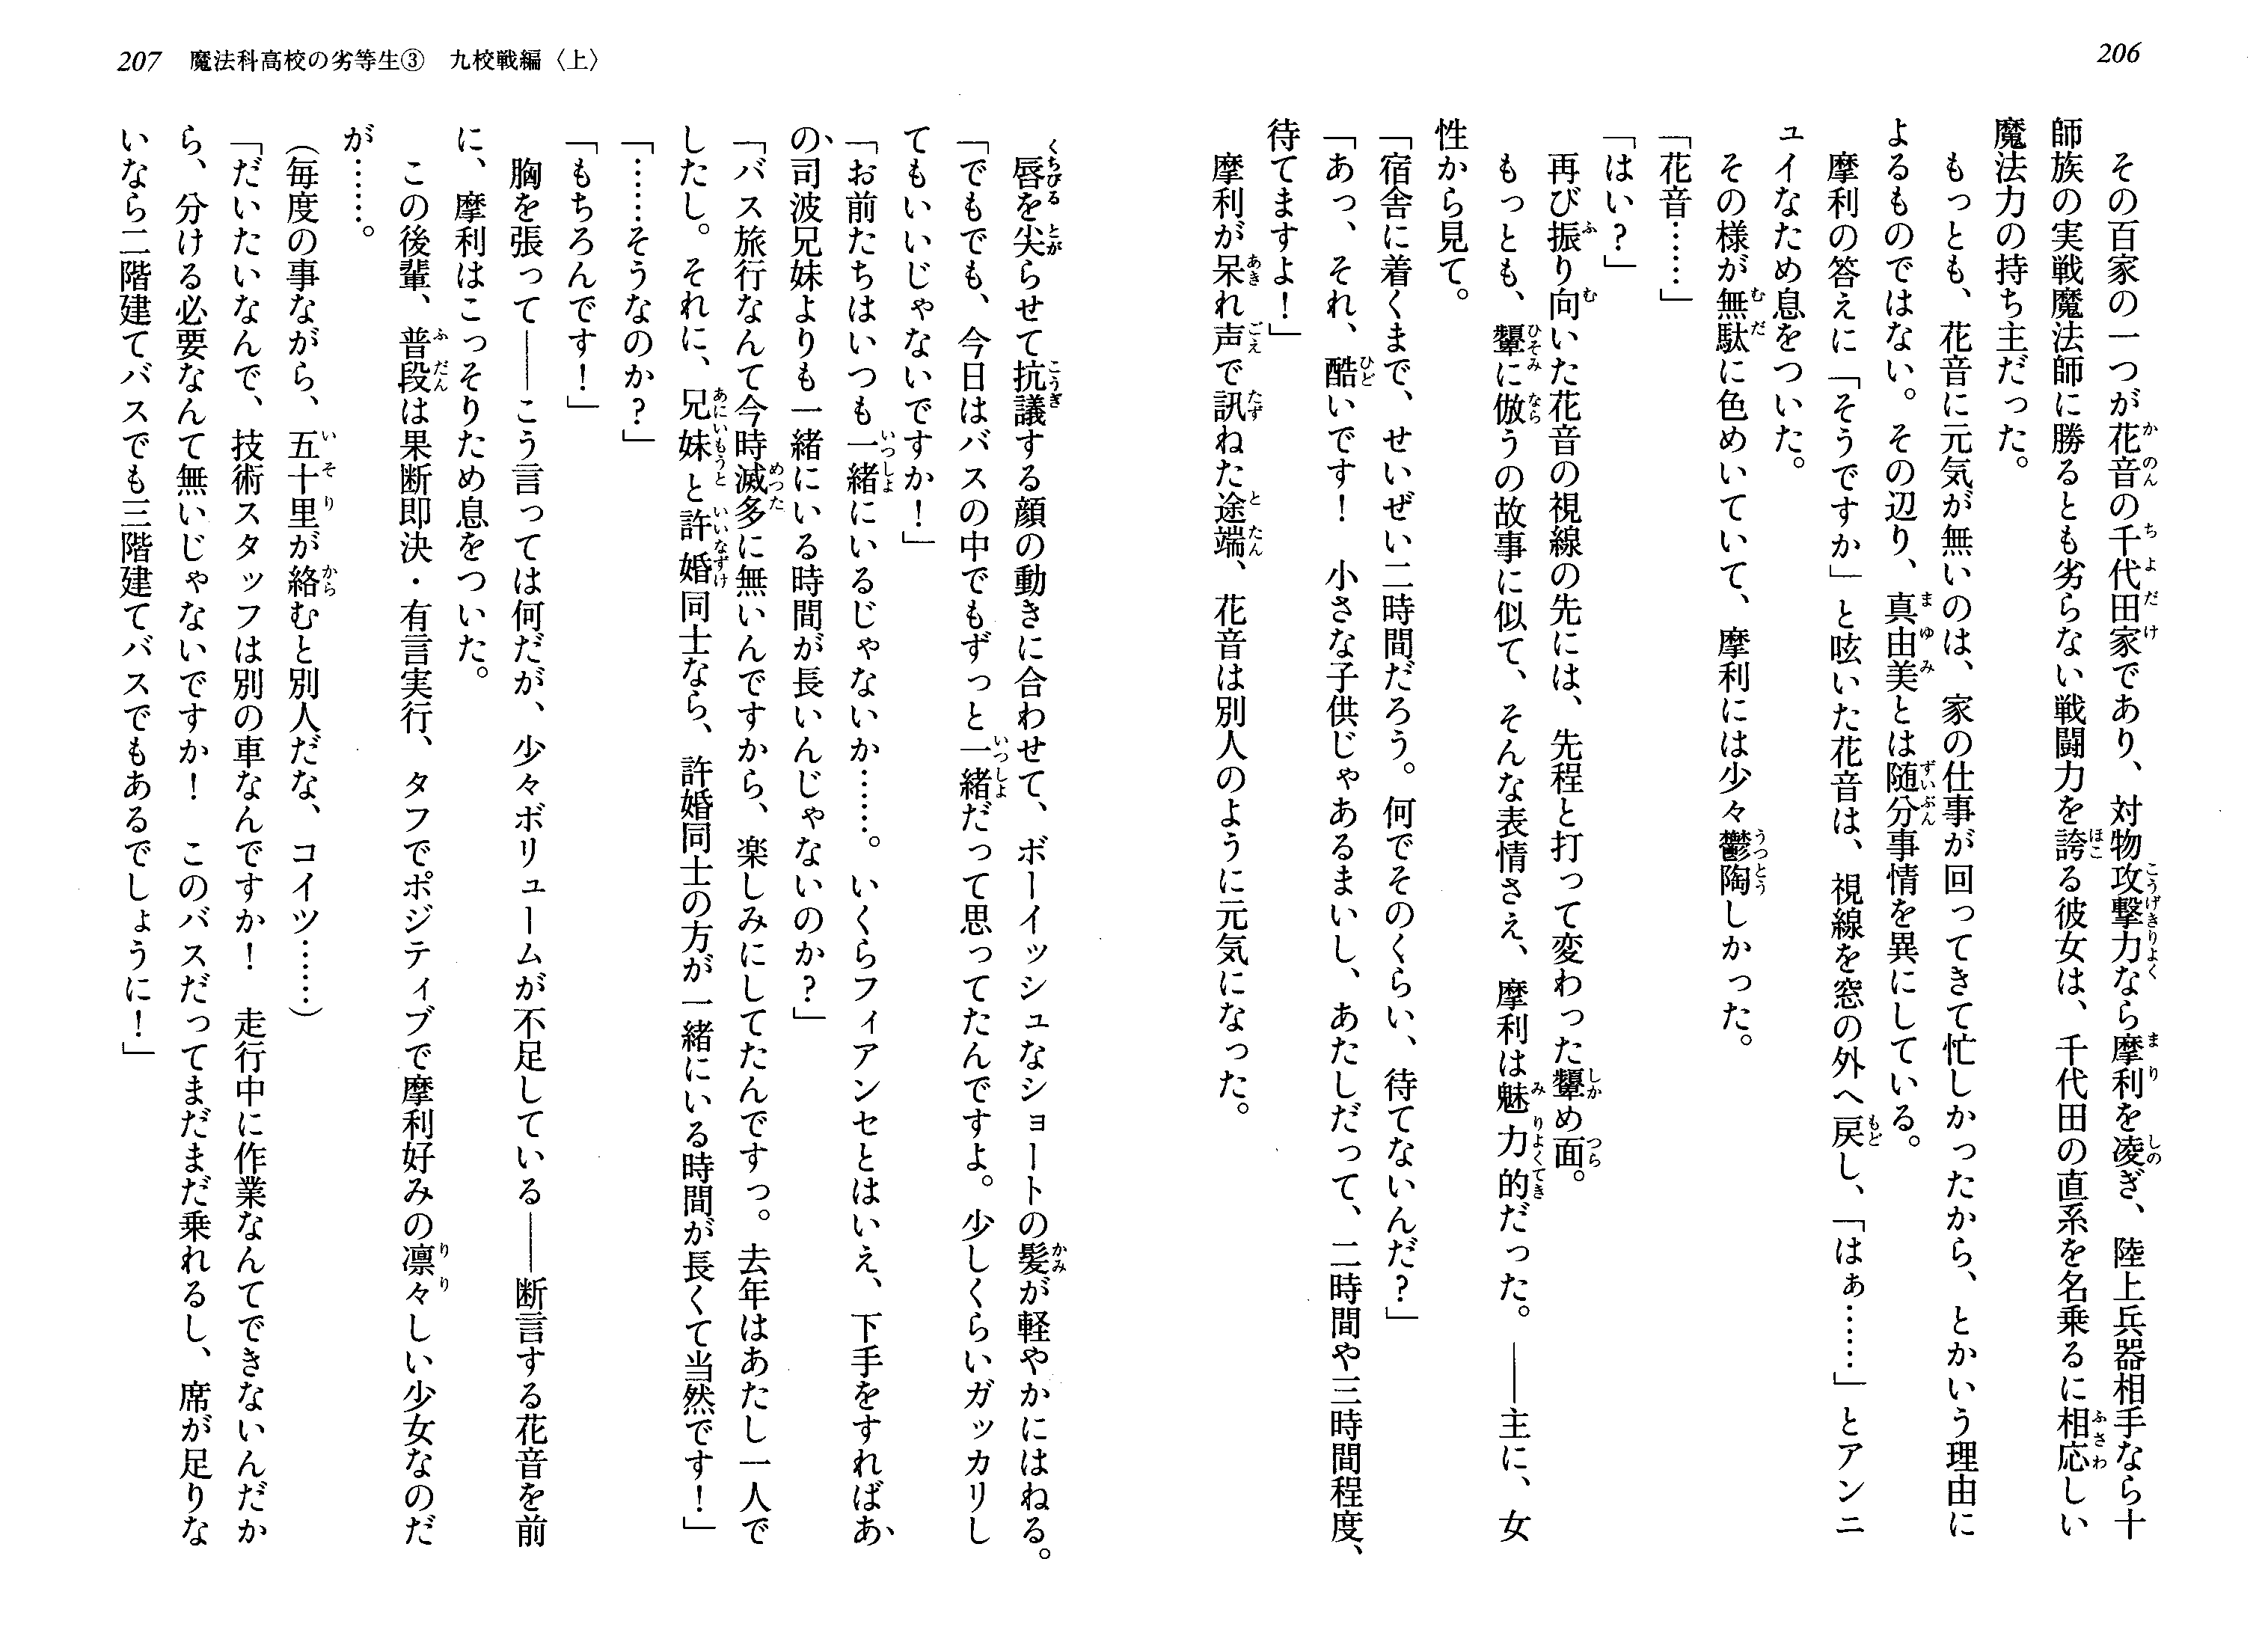 206
　その百家の一つが花音の千代田家であり、対物攻撃力なら摩利を凌ぎ、陸上兵器相手なら十
師族の実戦魔法師に勝るとも劣らない戦闘力を誇る彼女は、千代田の直系を名乗るに相応しい
魔法力の持ち主だった。
　もっとも、花音に元気が無いのは、家の仕事が回ってきて忙しかったから、とかいう理由に
よるものではない。その辺り、真由美とは随分事情を異にしている。
　摩利の答えに「そうですか」と呟いた花音は、視線を窓の外へ戻し、「はぁ……」とアンニ
ュイなため息をついた。
　その様が無駄に色めいていて、摩利には少々鬱陶しかった。
「花音……」
「はい？」
　再び振り向いた花音の視線の先には、先程と打って変わった顰め面。
　もっとも、顰に倣うの故事に似て、そんな表情さえ、摩利は魅力的だった。――主に、女
性から見て。
「宿舎に着くまで、せいぜい二時間だろう。何でそのくらい、待てないんだ？」
「あっ、それ、酷いです！　小さな子供じゃあるまいし、あたしだって、二時間や三時間程度、
待てますよ！」
　摩利が呆れ声で訊ねた途端、花音は別人のように元気になった。
207　魔法科高校の劣等生③　九校戦編〈上〉
　唇を尖らせて抗議する顔の動きに合わせて、ボーイッシュなショートの髪が軽やかにはねる。
「でもでも、今日はバスの中でもずっと一緒だって思ってたんですよ。少しくらいガッカリし
てもいいじゃないですか！」
「お前たちはいつも一緒にいるじゃないか……。いくらフィアンセとはいえ、下手をすればあ
の司波兄妹よりも一緒にいる時間が長いんじゃないのか？」
「バス旅行なんて今時滅多に無いんですから、楽しみにしてたんですっ。去年はあたし一人で
したし。それに、兄妹と許婚同士なら、許婚同士の方が一緒にいる時間が長くて当然です！」
「……そうなのか？」
「もちろんです！」
　胸を張って――こう言っては何だが、少々ボリュームが不足している――断言する花音を前
に、摩利はこっそりため息をついた。
　この後輩、普段は果断即決・有言実行、タフでポジティブで摩利好みの凛々しい少女なのだ
が……。
（毎度の事ながら、五十里が絡むと別人だな、コイツ……）
「だいたいなんで、技術スタッフは別の車なんですか！　走行中に作業なんてできないんだか
ら、分ける必要なんて無いじゃないですか！　このバスだってまだまだ乗れるし、席が足りな
いなら二階建てバスでも三階建てバスでもあるでしょうに！」